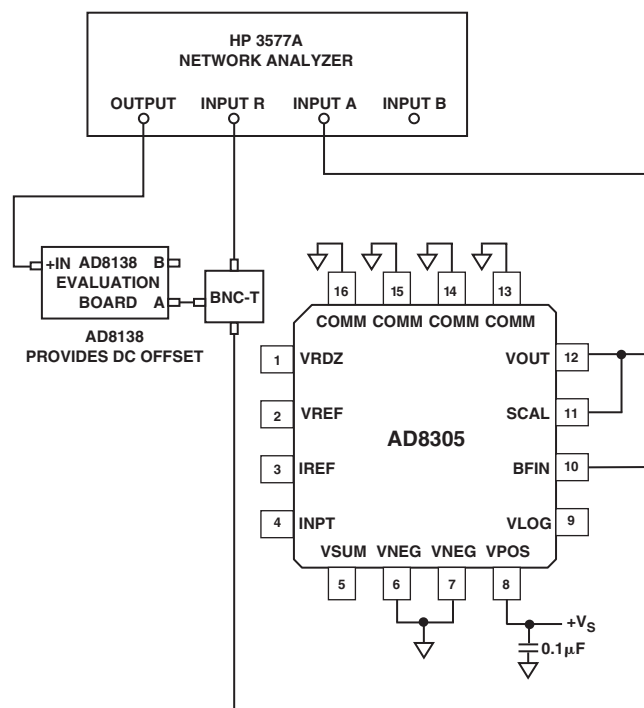 HP 3577A
NETWORK ANALYZER
OUTPUT INPUT R INPUT A INPUT B
+IN AD8138 B
EVALUATION
BOARD A
BNC-T
AD8138
PROVIDES DC OFFSET
16 15 14 13
COMM COMM COMM COMM
1 VRDZ VOUT 12
2 VREF SCAL 11
AD8305
3 IREF BFIN 10
4 INPT VLOG 9
VSUM VNEG VNEG VPOS
5 6 7 8
+VS
0.1µF